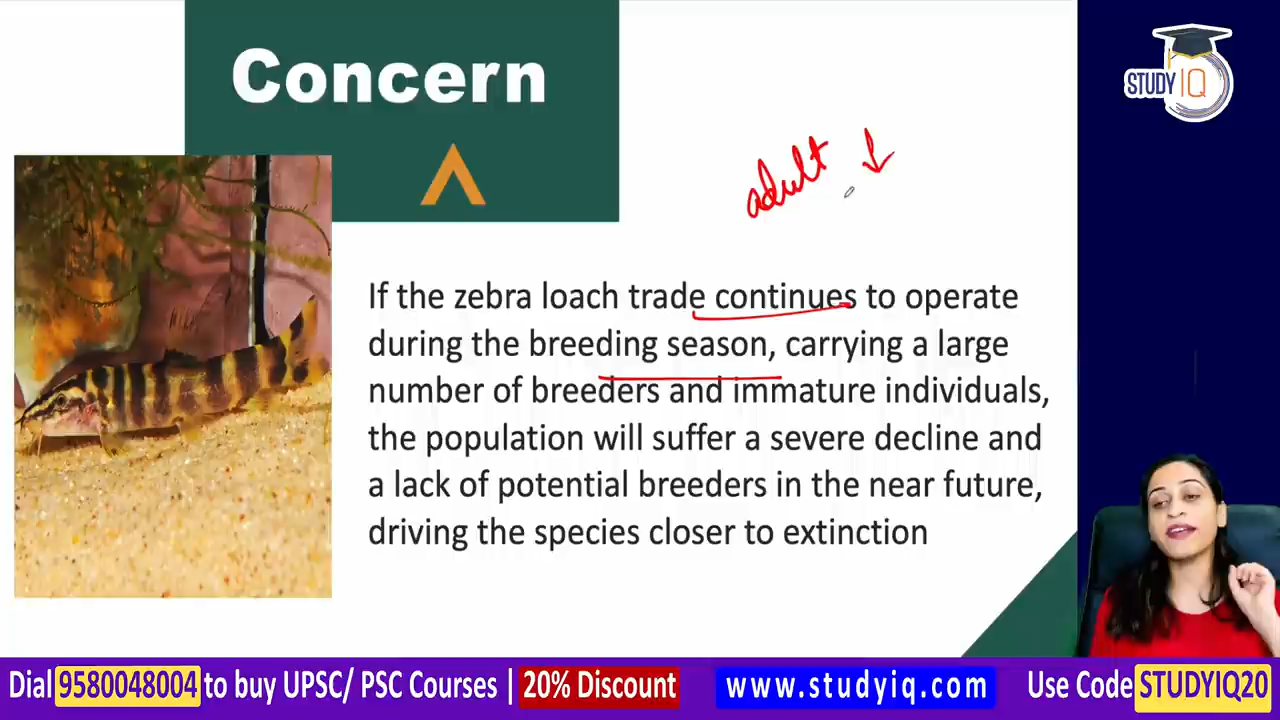 Concern
STUDY IQ
adult ↓
If the zebra loach trade continues to operate
during the breeding season, carrying a large
number of breeders and immature individuals,
the population will suffer a severe decline and
a lack of potential breeders in the near future,
driving the species closer to extinction
Dial 9580048004 to buy UPSC/ PSC Courses | 20% Discount www.studyiq.com Use Code STUDYIQ20